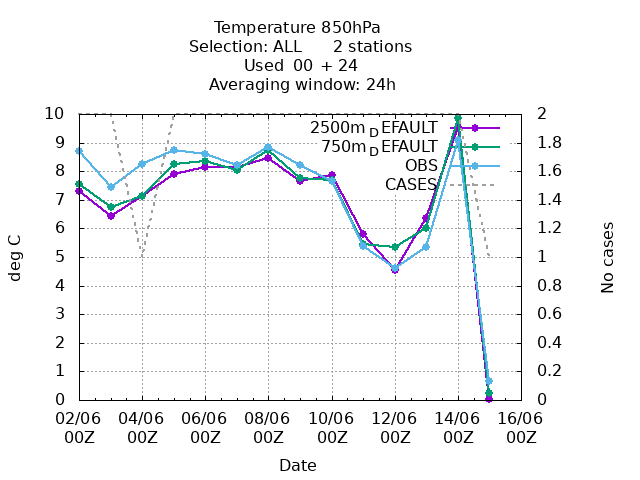 Temperature 850hPa
Selection: ALL 2 stations
Used 00 + 24
Averaging window: 24h
10 2
9 1.8
8 1.6
7 1.4
6 1.2
5 1
4 0.8
3 0.6
2 0.4
1 0.2
0 0
2500m_DEFAULT
750m_DEFAULT
OBS
CASES
deg C
No cases
02/06 04/06 06/06 08/06 10/06 12/06 14/06 16/06
00Z 00Z 00Z 00Z 00Z 00Z 00Z 00Z
Date